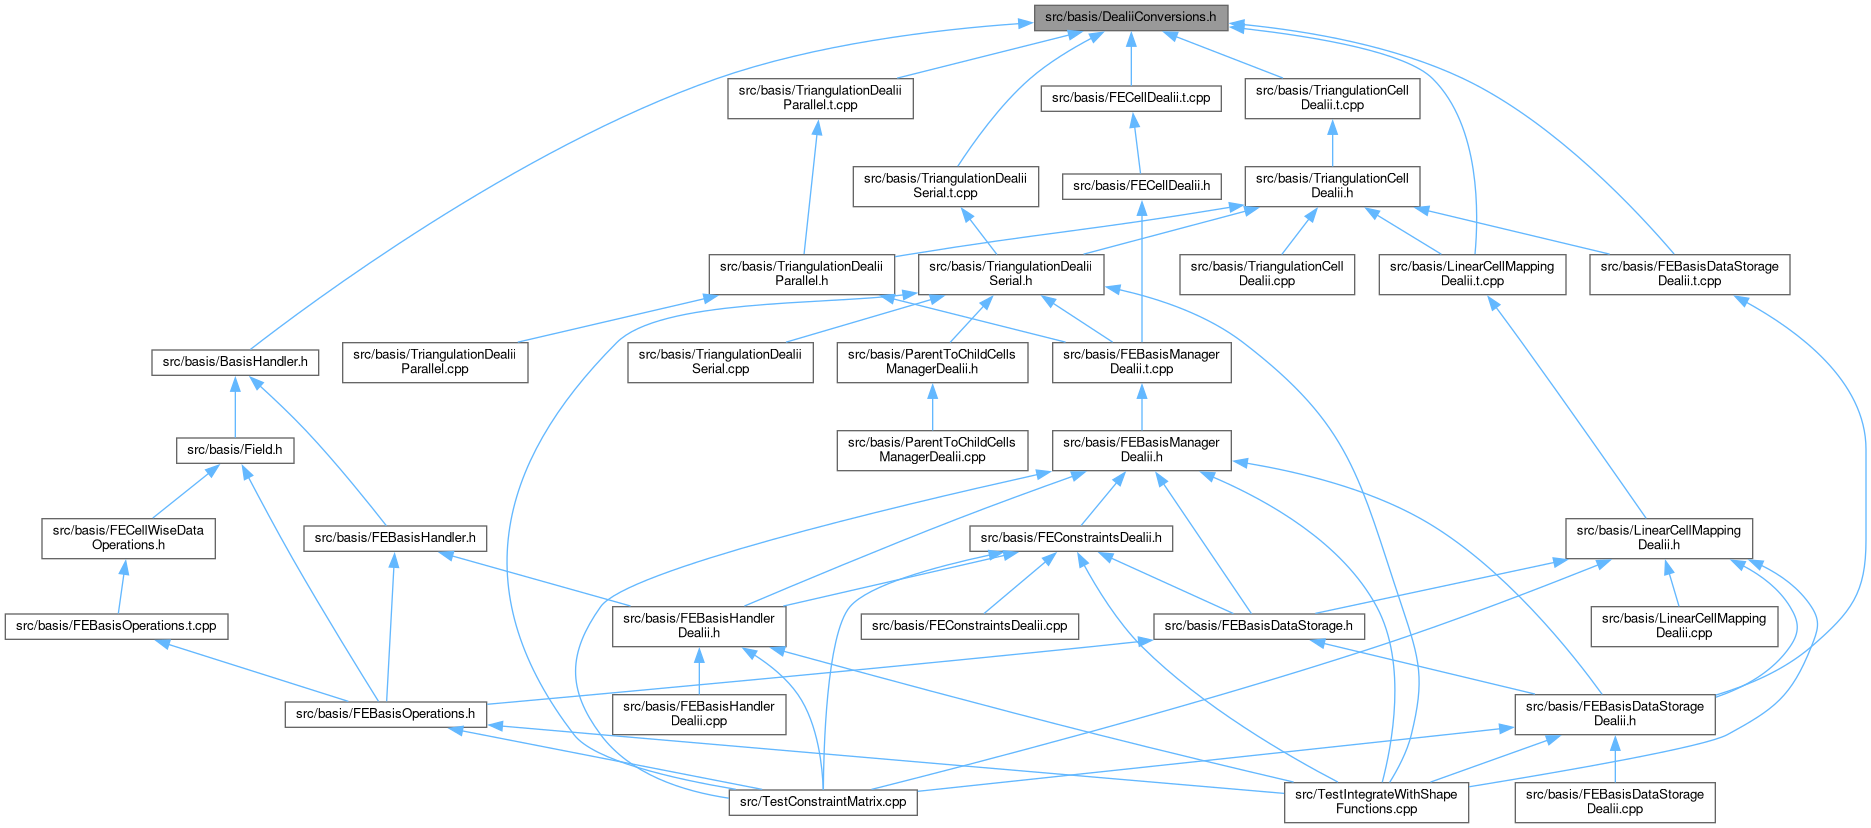 src/basis/DealiiConversions.h
src/basis/TriangulationDealii
Parallel.t.cpp
src/basis/FECellDealii.t.cpp
src/basis/TriangulationCell
Dealii.t.cpp
src/basis/TriangulationDealii
Serial.t.cpp
src/basis/FECellDealii.h
src/basis/TriangulationCell
Dealii.h
src/basis/TriangulationDealii
Parallel.h
src/basis/TriangulationDealii
Serial.h
src/basis/TriangulationCell
Dealii.cpp
src/basis/LinearCellMapping
Dealii.t.cpp
src/basis/FEBasisDataStorage
Dealii.t.cpp
src/basis/BasisHandler.h
src/basis/TriangulationDealii
Parallel.cpp
src/basis/TriangulationDealii
Serial.cpp
src/basis/ParentToChildCells
ManagerDealii.h
src/basis/FEBasisManager
Dealii.t.cpp
src/basis/Field.h
src/basis/ParentToChildCells
ManagerDealii.cpp
src/basis/FEBasisManager
Dealii.h
src/basis/FECellWiseData
Operations.h
src/basis/FEBasisHandler.h
src/basis/FEConstraintsDealii.h
src/basis/LinearCellMapping
Dealii.h
src/basis/FEBasisOperations.t.cpp
src/basis/FEBasisHandler
Dealii.h
src/basis/FEConstraintsDealii.cpp
src/basis/FEBasisDataStorage.h
src/basis/LinearCellMapping
Dealii.cpp
src/basis/FEBasisOperations.h
src/basis/FEBasisHandler
Dealii.cpp
src/basis/FEBasisDataStorage
Dealii.h
src/TestConstraintMatrix.cpp
src/TestIntegrateWithShape
Functions.cpp
src/basis/FEBasisDataStorage
Dealii.cpp